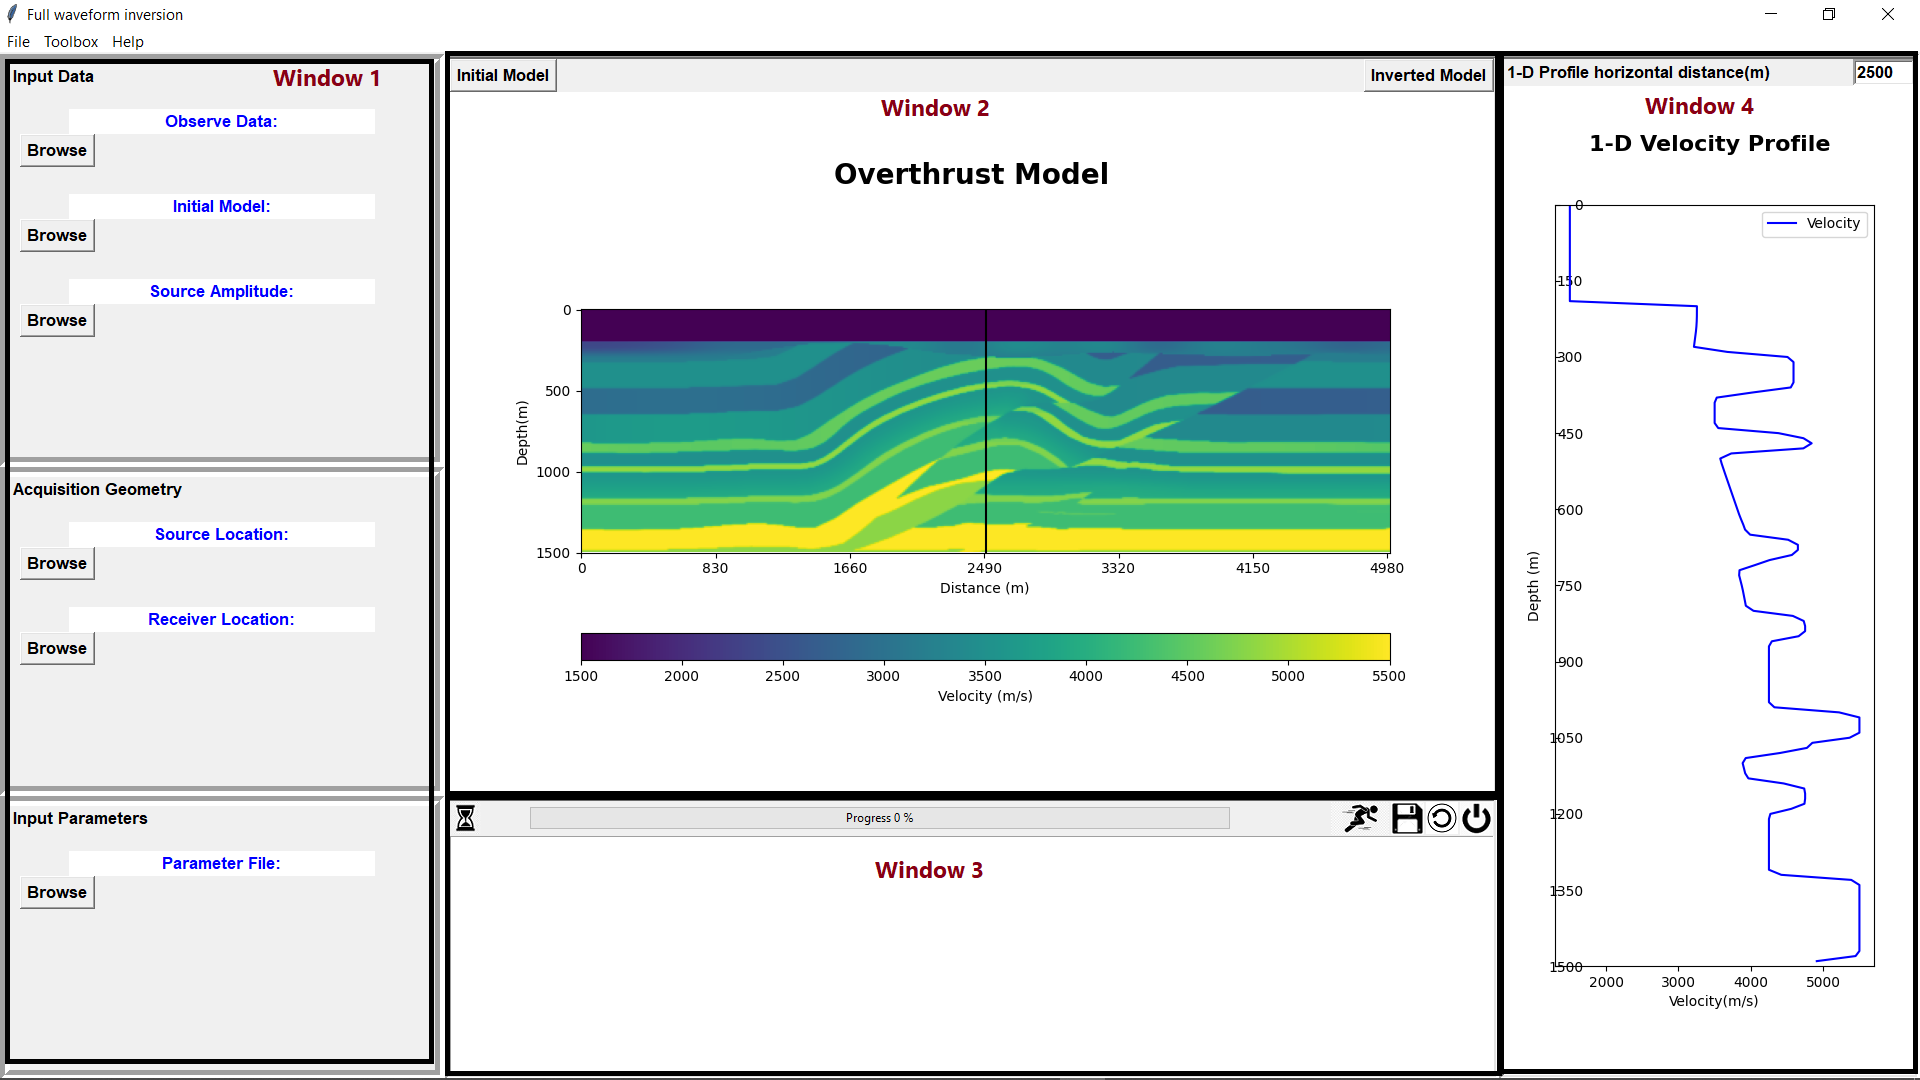 Full waveform inversion
File Toolbox Help
Input Data
Window 1
Observe Data:
Browse
Initial Model:
Browse
Source Amplitude:
Browse
Acquisition Geometry
Source Location:
Browse
Receiver Location:
Browse
Input Parameters
Parameter File:
Browse
Initial Model
Inverted Model
Window 2
Overthrust Model
0
500
1000
1500
Depth(m)
0 830 1660 2490 3320 4150 4980
Distance (m)
1500 2000 2500 3000 3500 4000 4500 5000 5500
Velocity (m/s)
Progress 0 %
Window 3
1-D Profile horizontal distance(m) 2500
Window 4
1-D Velocity Profile
Velocity
0
150
300
450
600
750
900
1050
1200
1350
1500
Depth (m)
2000 3000 4000 5000
Velocity(m/s)